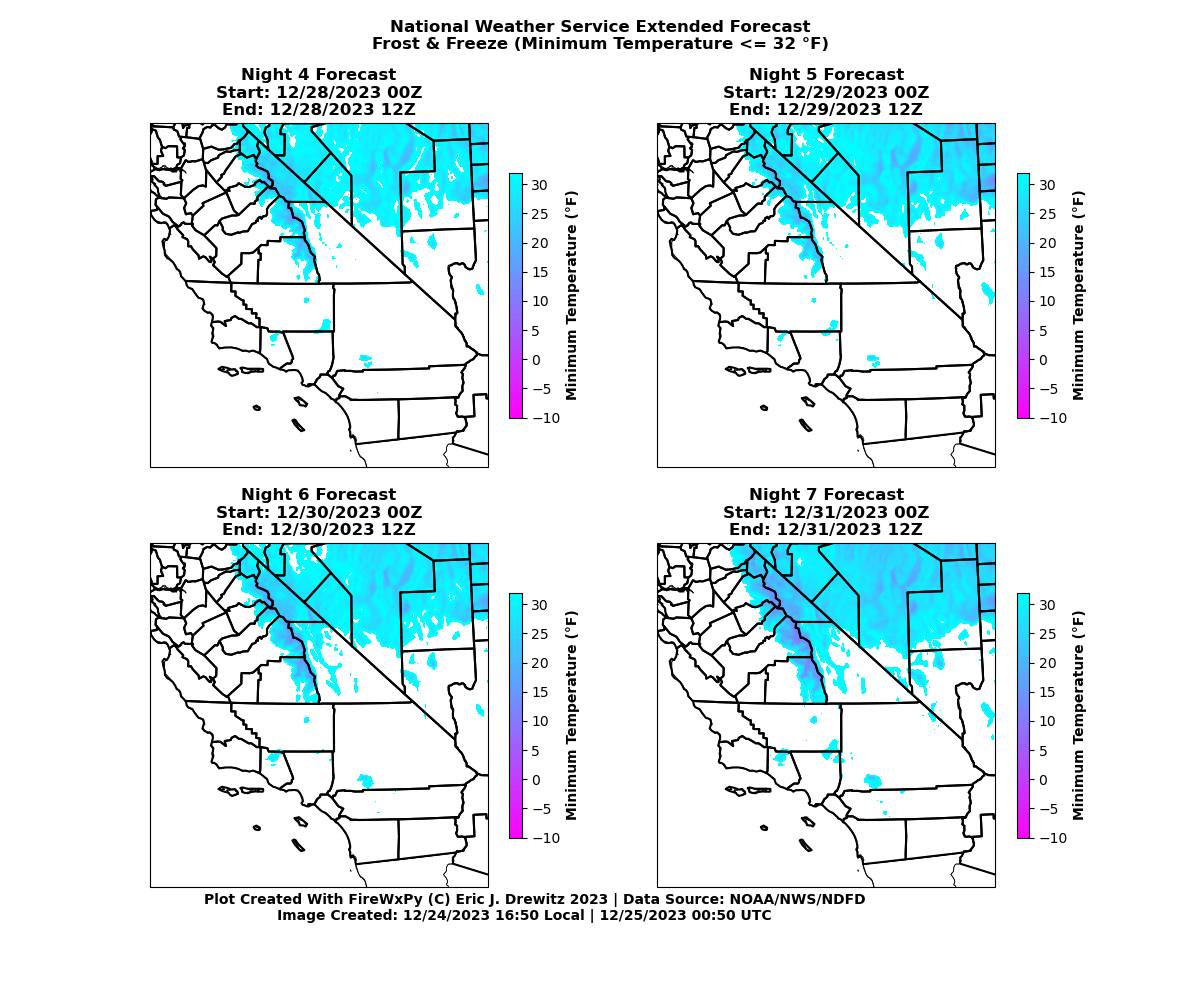 National Weather Service Extended Forecast
Frost & Freeze (Minimum Temperature <= 32 °F)
Night 4 Forecast
Start: 12/28/2023 00Z
End: 12/28/2023 12Z
30
25
20
15
10
5
0
−5
−10
Minimum Temperature (°F)
Night 5 Forecast
Start: 12/29/2023 00Z
End: 12/29/2023 12Z
30
25
20
15
10
5
0
−5
−10
Minimum Temperature (°F)
Night 6 Forecast
Start: 12/30/2023 00Z
End: 12/30/2023 12Z
30
25
20
15
10
5
0
−5
−10
Minimum Temperature (°F)
Night 7 Forecast
Start: 12/31/2023 00Z
End: 12/31/2023 12Z
30
25
20
15
10
5
0
−5
−10
Minimum Temperature (°F)
Plot Created With FireWxPy (C) Eric J. Drewitz 2023 | Data Source: NOAA/NWS/NDFD
Image Created: 12/24/2023 16:50 Local | 12/25/2023 00:50 UTC